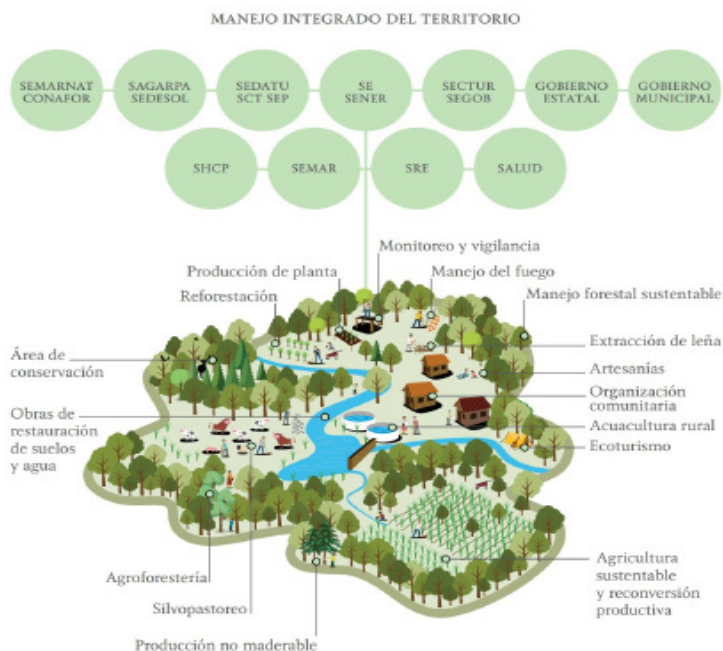 MANEJO INTEGRADO DEL TERRITORIO
SEMARNAT
CONAFOR
SAGARPA
SEDESOL
SEDATU
SCT SEP
SE
SENER
SECTUR
SEGOB
GOBIERNO
ESTATAL
GOBIERNO
MUNICIPAL
SHCP
SEMAR
SRE
SALUD
Monitoreo y vigilancia
Producción de planta
Manejo del fuego
Reforestación
Manejo forestal sustentable
Extracción de leña
Área de
conservación
Artesanías
Organización
comunitaria
Obras de
restauración
de suelos
y agua
Acuacultura rural
Ecoturismo
Agroforestería
Silvopastoreo
Producción no maderable
Agricultura
sustentable
y reconversión
productiva